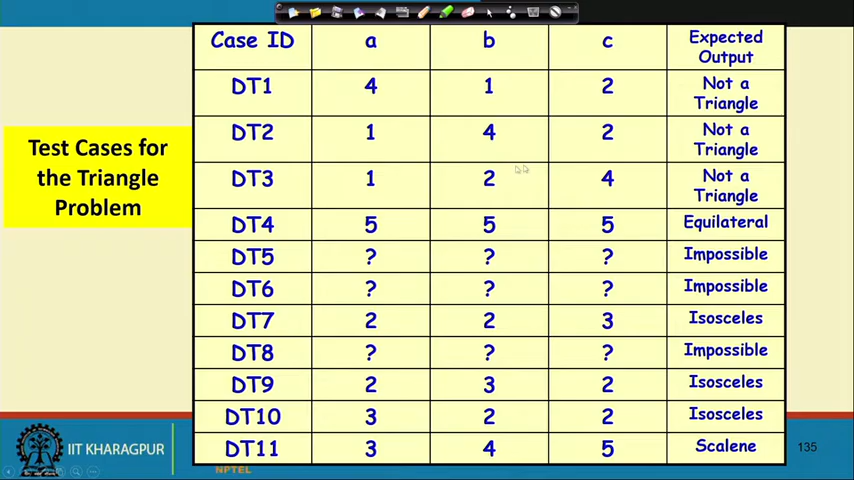 Case ID a b c Expected Output
DT1 4 1 2 Not a Triangle
DT2 1 4 2 Not a Triangle
DT3 1 2 4 Not a Triangle
DT4 5 5 5 Equilateral
DT5 ? ? ? Impossible
DT6 ? ? ? Impossible
DT7 2 2 3 Isosceles
DT8 ? ? ? Impossible
DT9 2 3 2 Isosceles
DT10 3 2 2 Isosceles
DT11 3 4 5 Scalene
Test Cases for
the Triangle
Problem
IIT KHARAGPUR
NPTEL
135